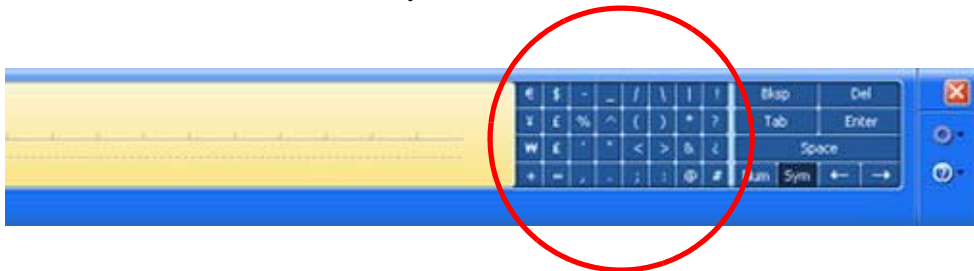 € $ - _ / \ | ! Bksp Del
¥ £ % ^ ( ) * ? Tab Enter
₩ £ ' " < > & ¿ Space
+ = , . ; : @ # Num Sym ← →